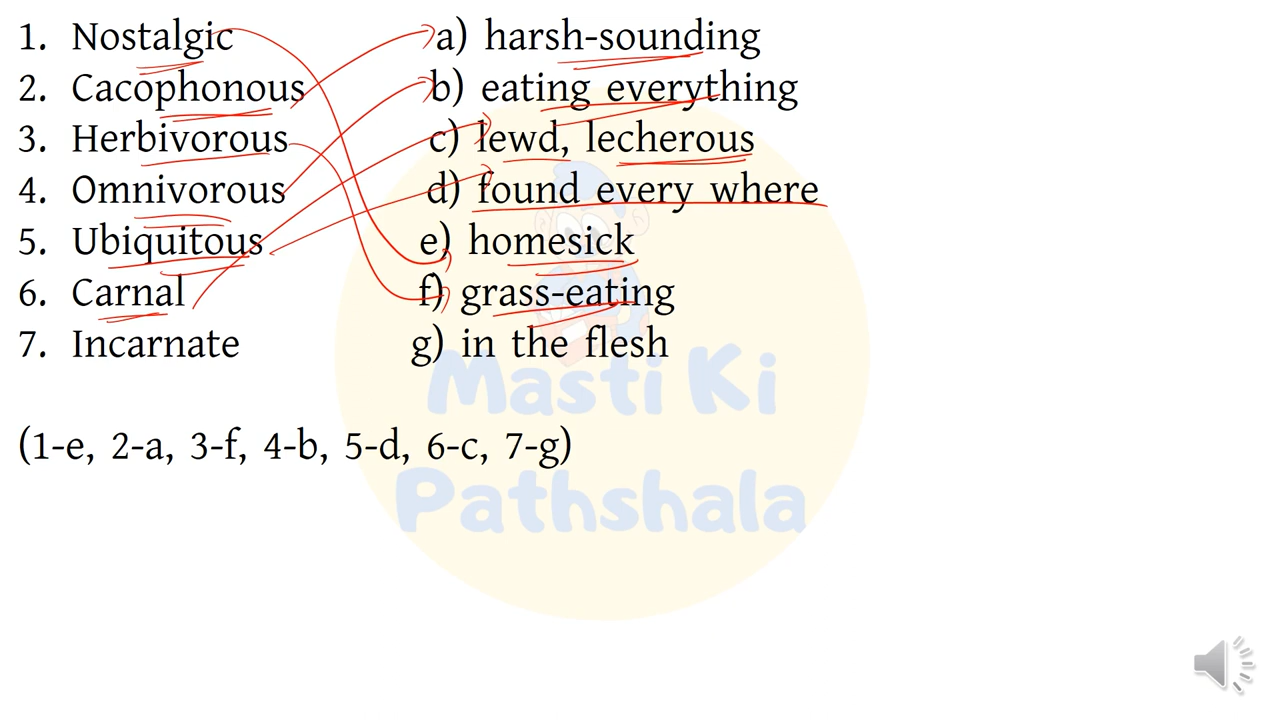 1. Nostalgic a) harsh-sounding
2. Cacophonous b) eating everything
3. Herbivorous c) lewd, lecherous
4. Omnivorous d) found every where
5. Ubiquitous e) homesick
6. Carnal f) grass-eating
7. Incarnate g) in the flesh
Masti Ki
(1-e, 2-a, 3-f, 4-b, 5-d, 6-c, 7-g)
Pathshala